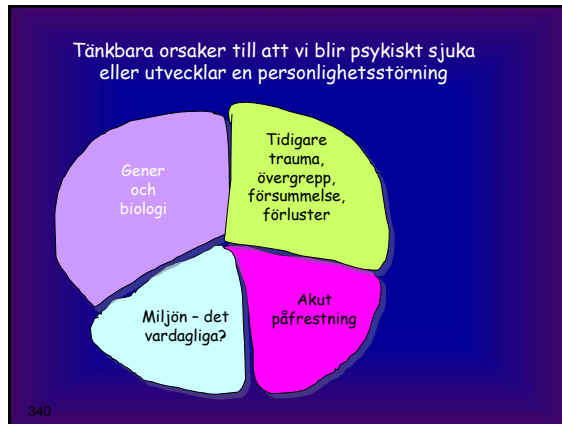 Tänkbara orsaker till att vi blir psykiskt sjuka
eller utvecklar en personlighetsstörning
Gener
och
biologi
Tidigare
trauma,
övergrepp,
försummelse,
förluster
Miljön – det
vardagliga?
Akut
påfrestning
340